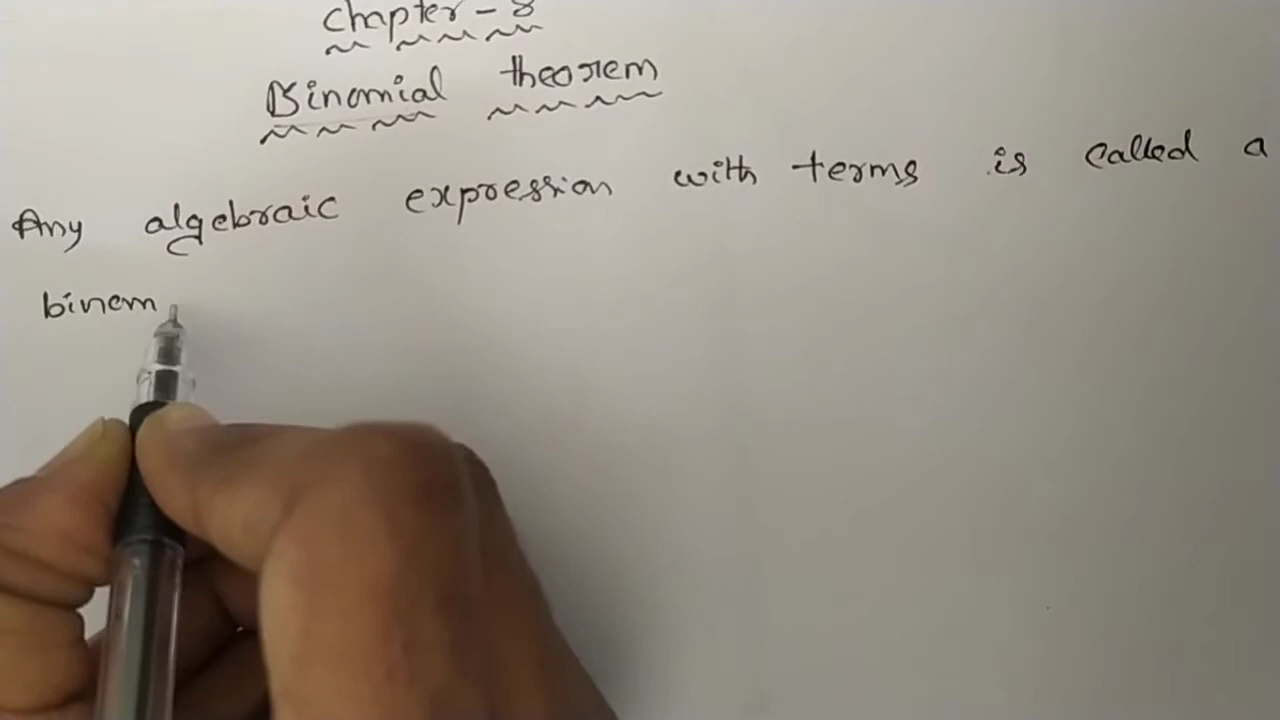 Chapter - 8
Binomial theorem
Any algebraic expression with terms is called a
binom